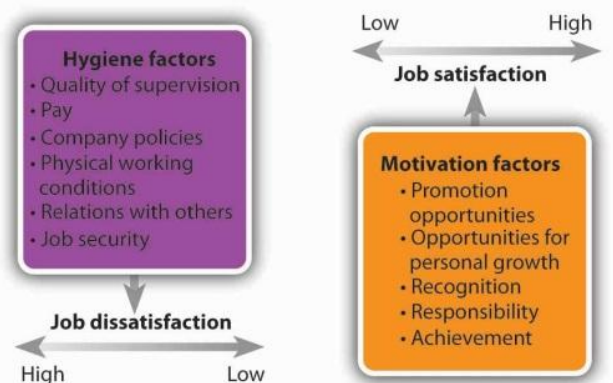 Hygiene factors
• Quality of supervision
• Pay
• Company policies
• Physical working
conditions
• Relations with others
• Job security
Job dissatisfaction
High Low
Low High
Job satisfaction
Motivation factors
• Promotion
opportunities
• Opportunities for
personal growth
• Recognition
• Responsibility
• Achievement